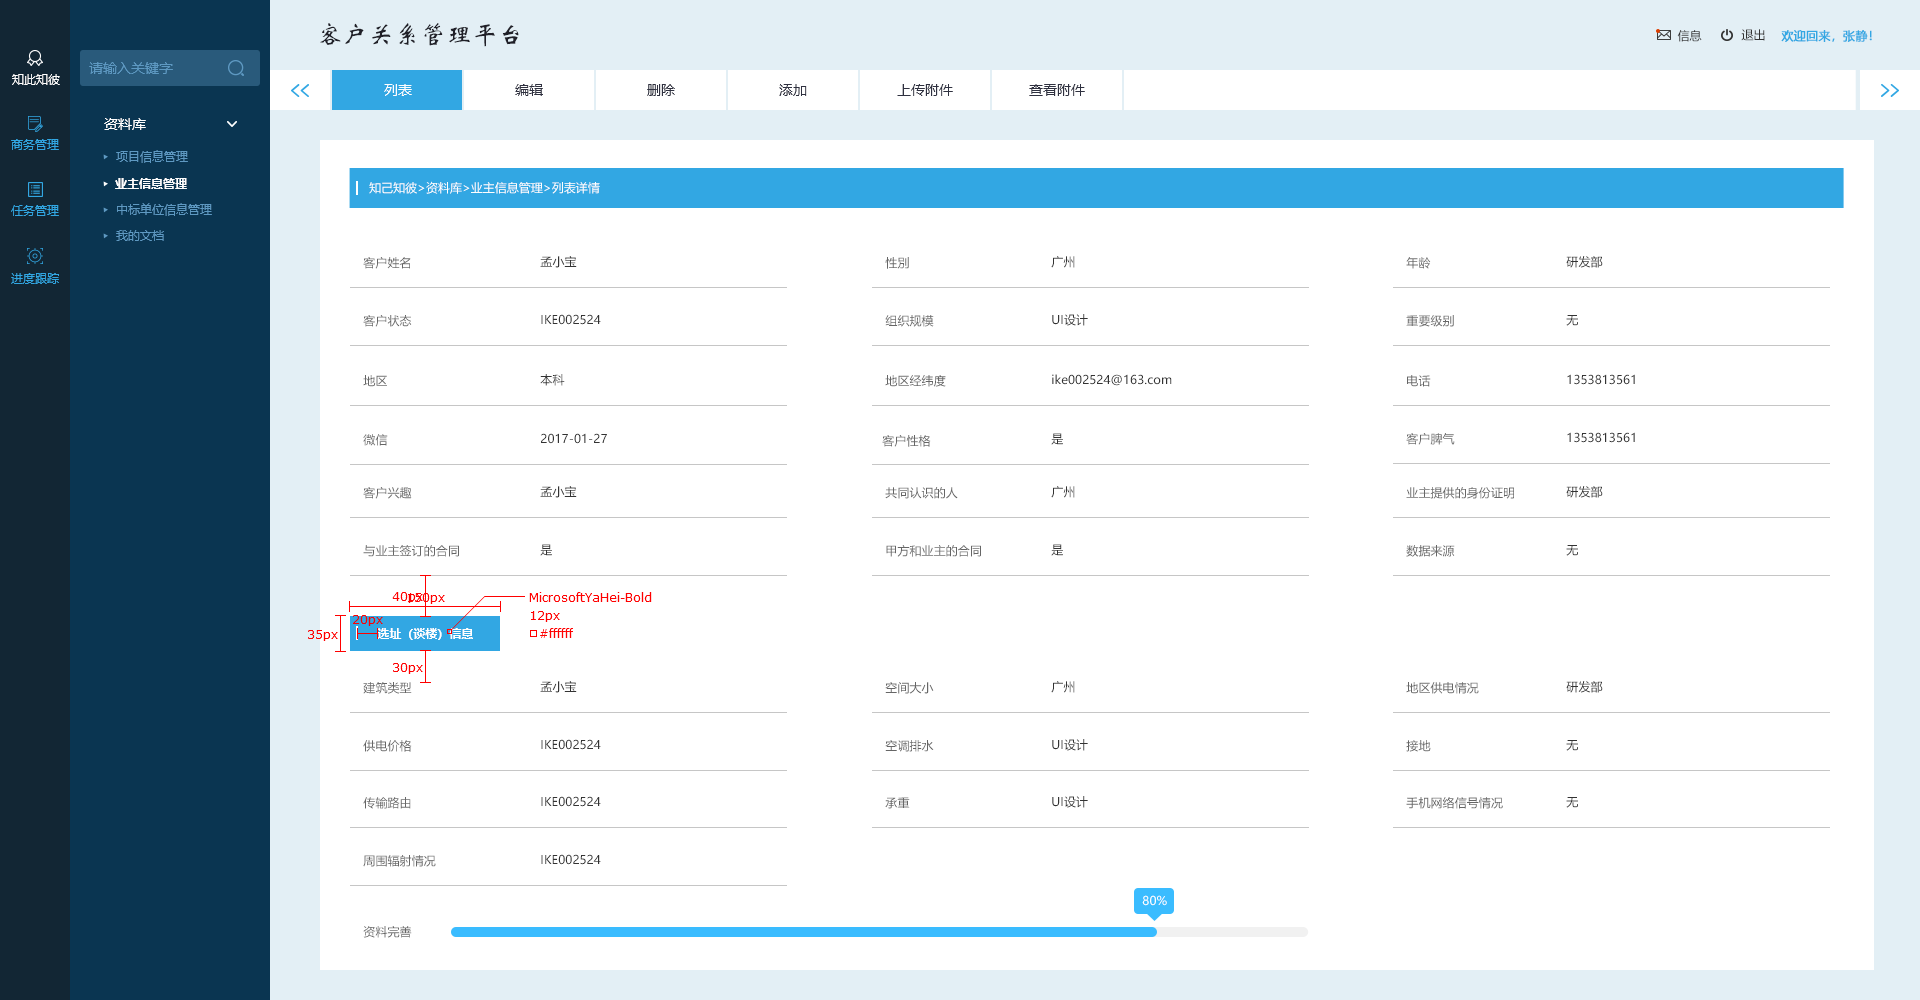 客户关系管理平台
信息
退出
欢迎回来，张静！
知此知彼
商务管理
任务管理
进度跟踪
请输入关键字
资料库
项目信息管理
业主信息管理
中标单位信息管理
我的文档
列表 编辑 删除 添加 上传附件 查看附件
知己知彼>资料库>业主信息管理>列表详情
客户姓名 孟小宝 性别 广州 年龄 研发部
客户状态 IKE002524 组织规模 UI设计 重要级别 无
地区 本科 地区经纬度 ike002524@163.com 电话 1353813561
微信 2017-01-27 客户性格 是 客户脾气 1353813561
客户兴趣 孟小宝 共同认识的人 广州 业主提供的身份证明 研发部
与业主签订的合同 是 甲方和业主的合同 是 数据来源 无
40px 150px MicrosoftYaHei-Bold
12px
20px
35px 选址（谈楼）信息 #ffffff
30px
建筑类型 孟小宝 空间大小 广州 地区供电情况 研发部
供电价格 IKE002524 空调排水 UI设计 接地 无
传输路由 IKE002524 承重 UI设计 手机网络信号情况 无
周围辐射情况 IKE002524
80%
资料完善